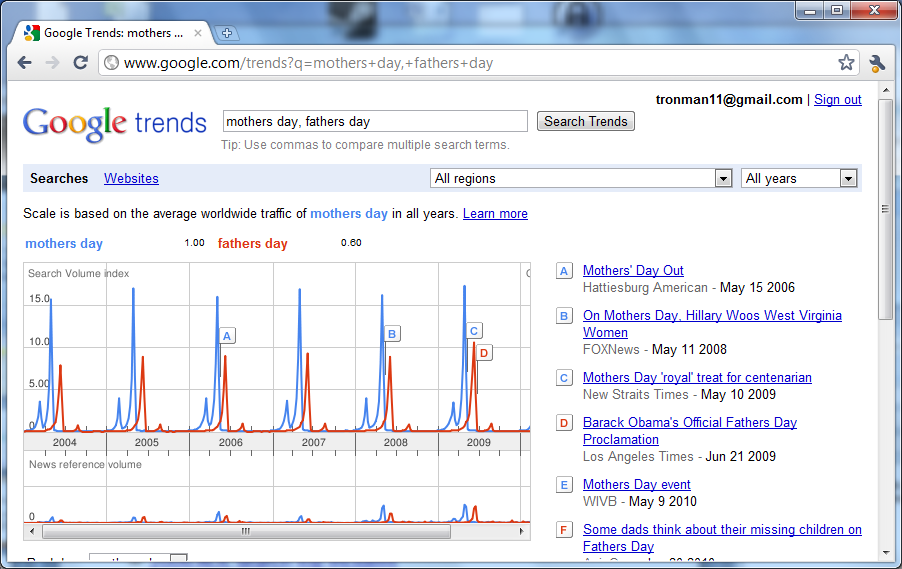 Google Trends: mothers ...
www.google.com/trends?q=mothers+day,+fathers+day
tronman11@gmail.com | Sign out
Google trends
mothers day, fathers day
Search Trends
Tip: Use commas to compare multiple search terms.
Searches Websites
All regions
All years
Scale is based on the average worldwide traffic of mothers day in all years. Learn more
mothers day 1.00 fathers day 0.60
Search Volume index
15.0
10.0
5.00
0
A
B
C
D
2004 2005 2006 2007 2008 2009
News reference volume
0
A Mothers' Day Out
Hattiesburg American - May 15 2006
B On Mothers Day, Hillary Woos West Virginia
Women
FOXNews - May 11 2008
C Mothers Day 'royal' treat for centenarian
New Straits Times - May 10 2009
D Barack Obama's Official Fathers Day
Proclamation
Los Angeles Times - Jun 21 2009
E Mothers Day event
WIVB - May 9 2010
F Some dads think about their missing children on
Fathers Day